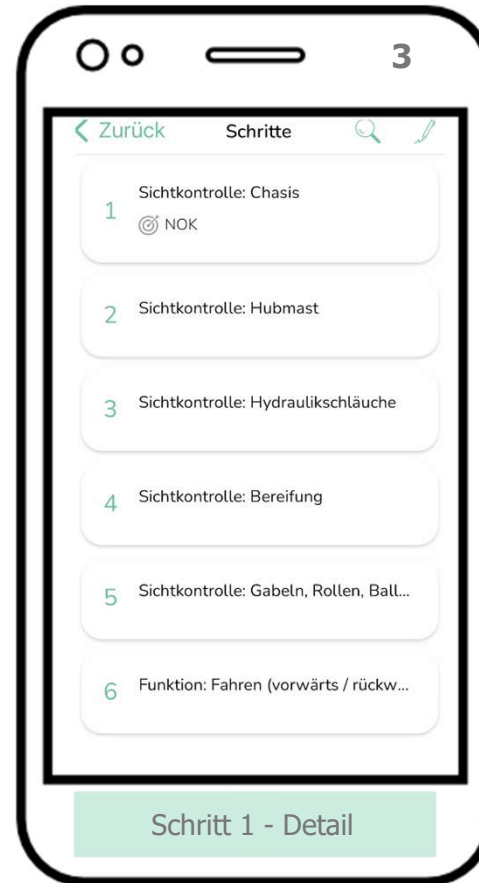 3
Zurück Schritte
1 Sichtkontrolle: Chasis
NOK
2 Sichtkontrolle: Hubmast
3 Sichtkontrolle: Hydraulikschläuche
4 Sichtkontrolle: Bereifung
5 Sichtkontrolle: Gabeln, Rollen, Ball...
6 Funktion: Fahren (vorwärts / rückw...
Schritt 1 - Detail